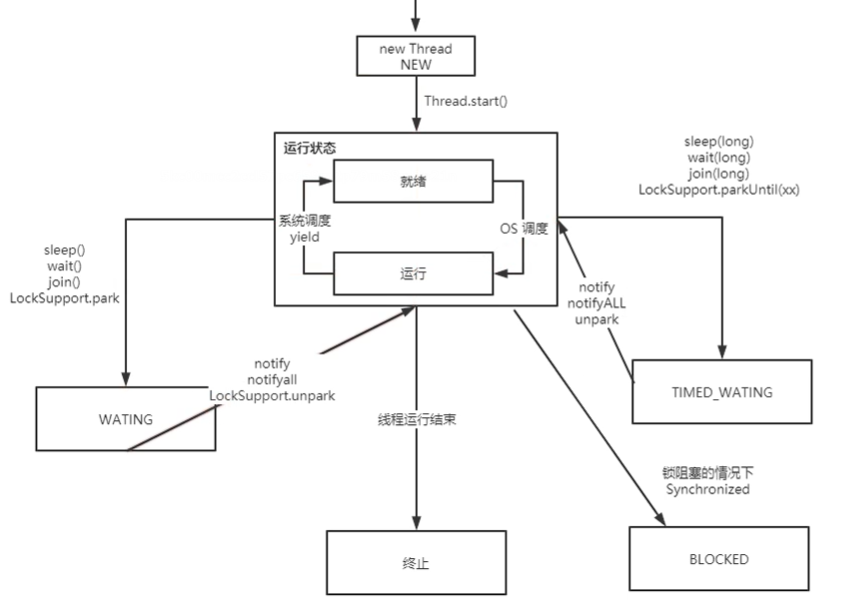 new Thread
NEW
Thread.start()
运行状态
就绪
系统调度
yield
OS 调度
运行
sleep(long)
wait(long)
join(long)
LockSupport.parkUntil(xx)
sleep()
wait()
join()
LockSupport.park
notify
notifyALL
unpark
notify
notifyall
LockSupport.unpark
WATING
TIMED_WATING
线程运行结束
锁阻塞的情况下
Synchronized
终止
BLOCKED